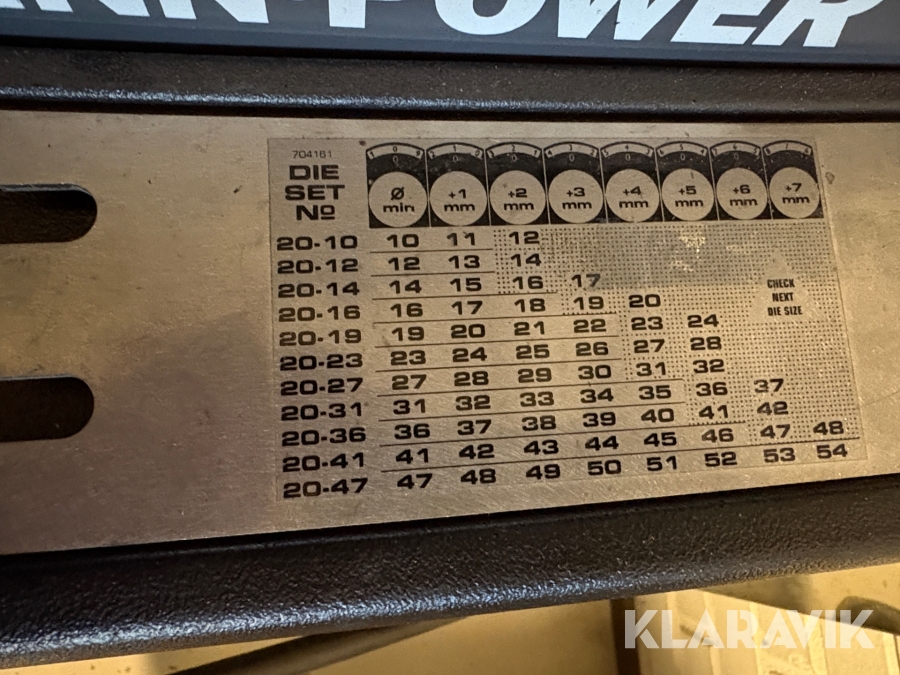 NN-POWER
704161
DIE
SET
No
Ø min +1 mm +2 mm +3 mm +4 mm +5 mm +6 mm +7 mm
20-10 10 11 12
20-12 12 13 14
20-14 14 15 16 17
20-16 16 17 18 19 20
20-19 19 20 21 22 23 24
20-23 23 24 25 26 27 28
20-27 27 28 29 30 31 32
20-31 31 32 33 34 35 36 37
20-36 36 37 38 39 40 41 42
20-41 41 42 43 44 45 46 47 48
20-47 47 48 49 50 51 52 53 54
CHECK
NEXT
DIE SIZE
KLARAVIK